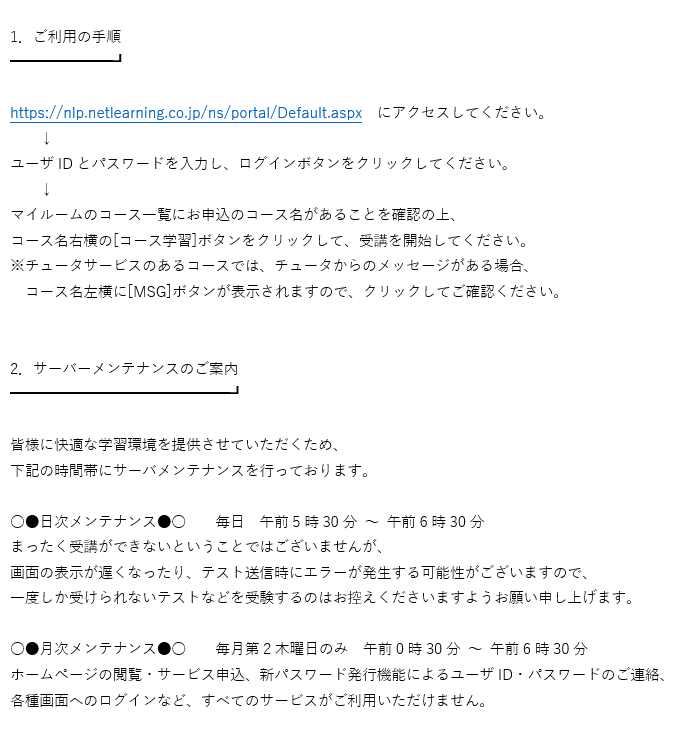 1．ご利用の手順
https://nlp.netlearning.co.jp/ns/portal/Default.aspx　にアクセスしてください。
↓
ユーザ ID とパスワードを入力し、ログインボタンをクリックしてください。
↓
マイルームのコース一覧にお申込のコース名があることを確認の上、
コース名右横の[コース学習]ボタンをクリックして、受講を開始してください。
※チュータサービスのあるコースでは、チュータからのメッセージがある場合、
コース名左横に[MSG]ボタンが表示されますので、クリックしてご確認ください。
2．サーバーメンテナンスのご案内
皆様に快適な学習環境を提供させていただくため、
下記の時間帯にサーバメンテナンスを行っております。
○●日次メンテナンス●○　　毎日　午前 5 時 30 分 ～ 午前 6 時 30 分
まったく受講ができないということではございませんが、
画面の表示が遅くなったり、テスト送信時にエラーが発生する可能性がございますので、
一度しか受けられないテストなどを受験するのはお控えくださいますようお願い申し上げます。
○●月次メンテナンス●○　　毎月第 2 木曜日のみ　午前 0 時 30 分 ～ 午前 6 時 30 分
ホームページの閲覧・サービス申込、新パスワード発行機能によるユーザ ID・パスワードのご連絡、
各種画面へのログインなど、すべてのサービスがご利用いただけません。